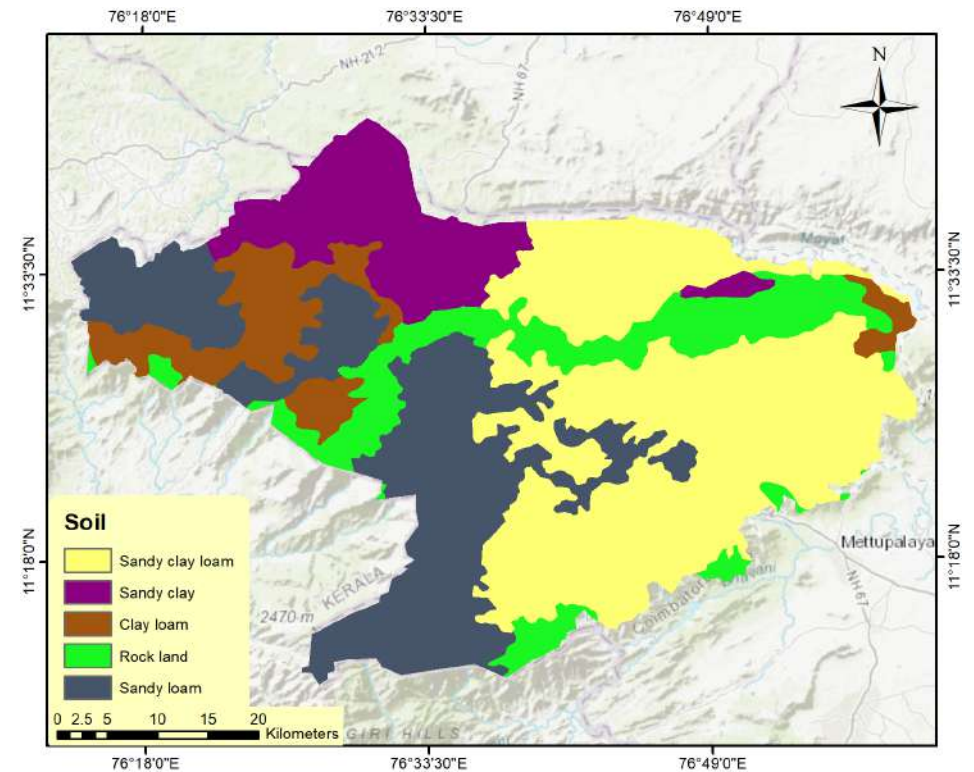 76°18'0"E 76°33'30"E 76°49'0"E
N
NH-212
NH 67
11°33'30"N
Moyar
11°33'30"N
Soil
Sandy clay loam
Sandy clay
Clay loam
Rock land
Sandy loam
0 2.5 5 10 15 20
Kilometers
11°18'0"N
KERALA
2470 m
Mettupalaya
11°18'0"N
NH 67
Coimbatore
GIRI HILLS
76°18'0"E 76°33'30"E 76°49'0"E